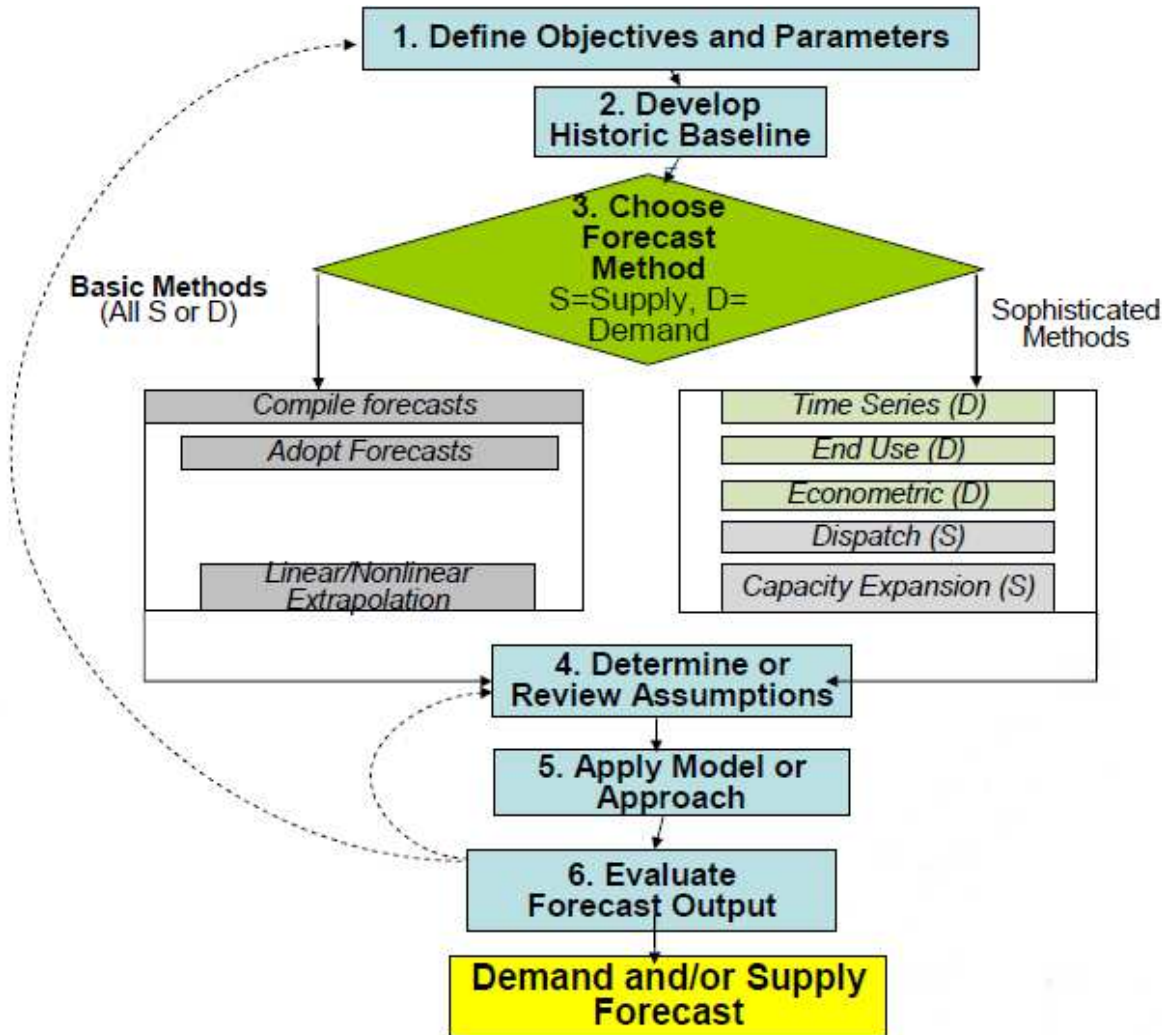 1. Define Objectives and Parameters
2. Develop
Historic Baseline
3. Choose
Forecast
Method
S=Supply, D=
Demand
Basic Methods
(All S or D)
Sophisticated
Methods
Compile forecasts
Adopt Forecasts
Linear/Nonlinear
Extrapolation
Time Series (D)
End Use (D)
Econometric (D)
Dispatch (S)
Capacity Expansion (S)
4. Determine or
Review Assumptions
5. Apply Model or
Approach
6. Evaluate
Forecast Output
Demand and/or Supply
Forecast